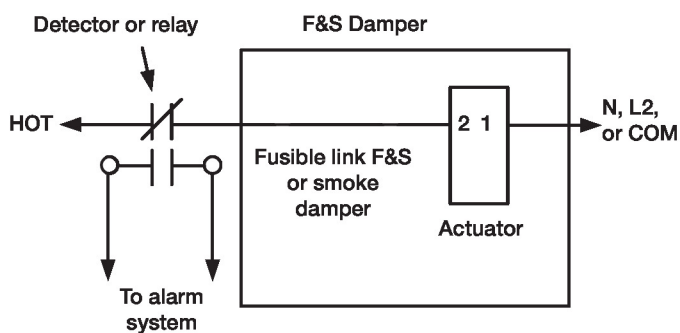 Detector or relay
F&S Damper
HOT
2 1
N, L2,
or COM
Fusible link F&S
or smoke
damper
Actuator
To alarm
system